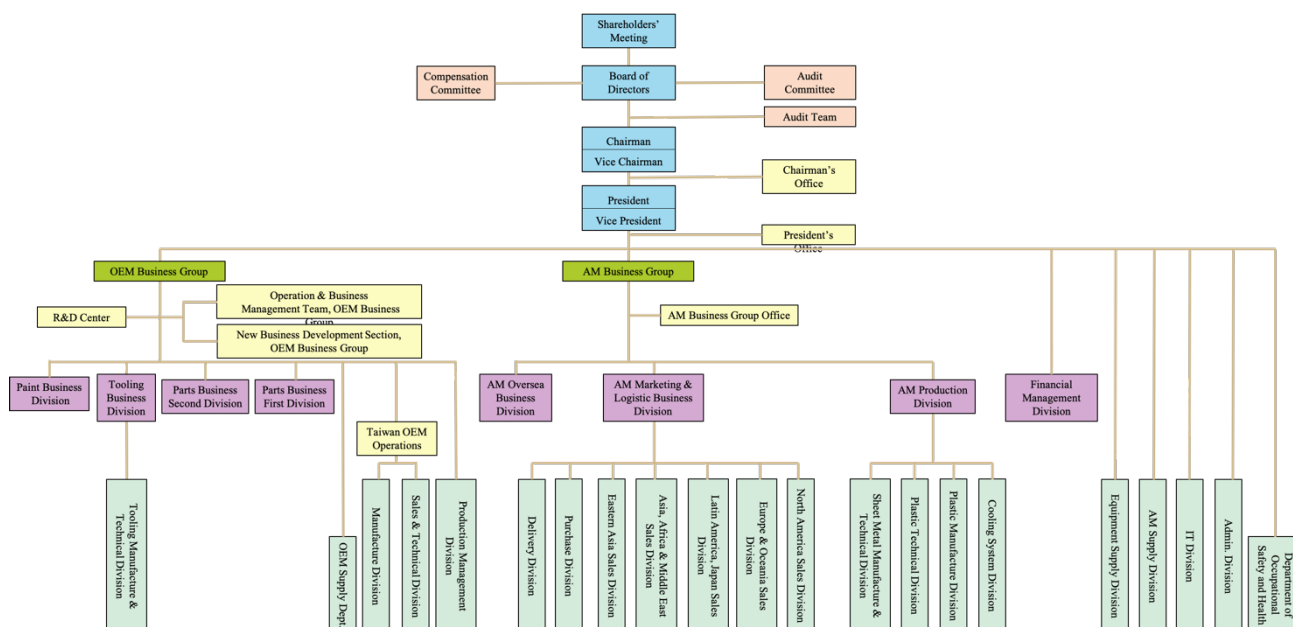 Shareholders'
Meeting
Compensation
Committee
Board of
Directors
Audit
Committee
Audit Team
Chairman
Vice Chairman
Chairman's
Office
President
Vice President
President's
Office
OEM Business Group
AM Business Group
R&D Center
Operation & Business
Management Team, OEM Business
Group
New Business Development Section,
OEM Business Group
AM Business Group Office
Paint Business
Division
Tooling
Business
Division
Parts Business
Second Division
Parts Business
First Division
Taiwan OEM
Operations
AM Oversea
Business
Division
AM Marketing &
Logistic Business
Division
AM Production
Division
Financial
Management
Division
Tooling Manufacture &
Technical Division
OEM Supply Dept.
Manufacture Division
Sales & Technical Division
Production Management
Division
Delivery Division
Purchase Division
Eastern Asia Sales Division
Asia, Africa & Middle East
Sales Division
Latin America, Japan Sales
Division
Europe & Oceania Sales
Division
North America Sales Division
Sheet Metal Manufacture &
Technical Division
Plastic Technical Division
Plastic Manufacture Division
Cooling System Division
Equipment Supply Division
AM Supply Division
IT Division
Admin. Division
Department of
Occupational
Safety and Health